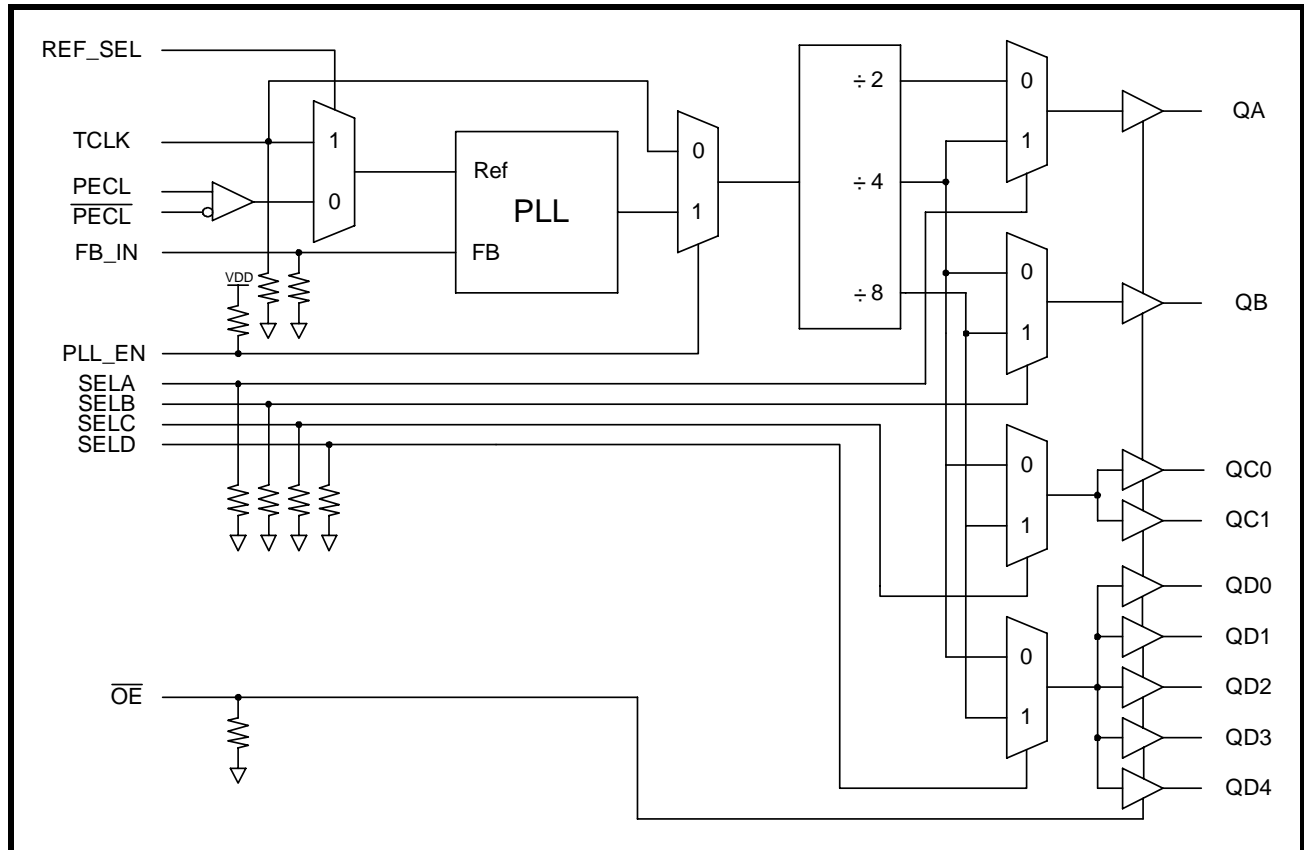 REF_SEL
TCLK
PECL
PECL
FB_IN
VDD
PLL_EN
SELA
SELB
SELC
SELD
OE
1
0
Ref
PLL
FB
0
1
÷ 2
÷ 4
÷ 8
0
1
0
1
0
1
0
1
QA
QB
QC0
QC1
QD0
QD1
QD2
QD3
QD4